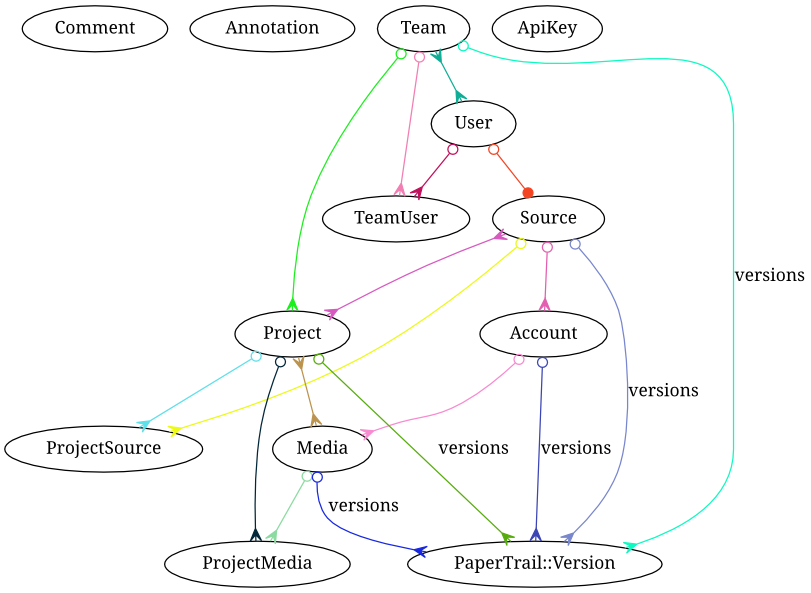 Comment
Annotation
Team
ApiKey
User
TeamUser
Source
versions
Project
Account
versions
ProjectSource
Media
versions
versions
versions
ProjectMedia
PaperTrail::Version